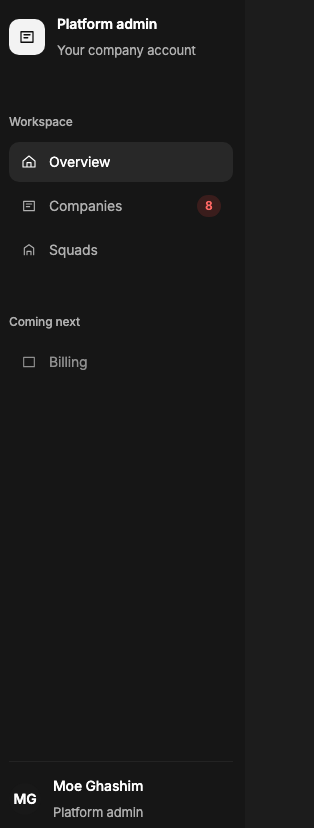 Platform admin
Your company account
Workspace
Overview
Companies 8
Squads
Coming next
Billing
MG
Moe Ghashim
Platform admin